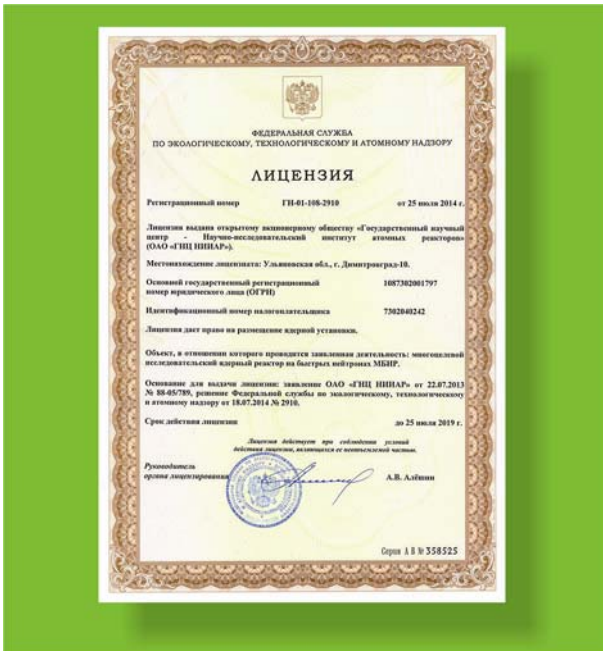 ФЕДЕРАЛЬНАЯ СЛУЖБА
ПО ЭКОЛОГИЧЕСКОМУ, ТЕХНОЛОГИЧЕСКОМУ И АТОМНОМУ НАДЗОРУ
ЛИЦЕНЗИЯ
Регистрационный номер ГН-01-108-2910 от 25 июля 2014 г.
Лицензия выдана открытому акционерному обществу «Государственный научный
центр - Научно-исследовательский институт атомных реакторов»
(ОАО «ГНЦ НИИАР»).
Местонахождение лицензиата: Ульяновская обл., г. Димитровград-10.
Основной государственный регистрационный 1087302001797
номер юридического лица (ОГРН)
Идентификационный номер налогоплательщика 7302040242
Лицензия дает право на размещение ядерной установки.
Объект, в отношении которого проводится заявленная деятельность: многоцелевой
исследовательский ядерный реактор на быстрых нейтронах МБИР.
Основание для выдачи лицензии: заявление ОАО «ГНЦ НИИАР» от 22.07.2013
№ 88-05/789, решение Федеральной службы по экологическому, технологическому
и атомному надзору от 18.07.2014 № 2910.
Срок действия лицензии до 25 июля 2019 г.
Лицензия действует при соблюдении условий
действия лицензии, являющихся ее неотъемлемой частью.
Руководитель
органа лицензирования А.В. Алёшин
Серия А В № 358525